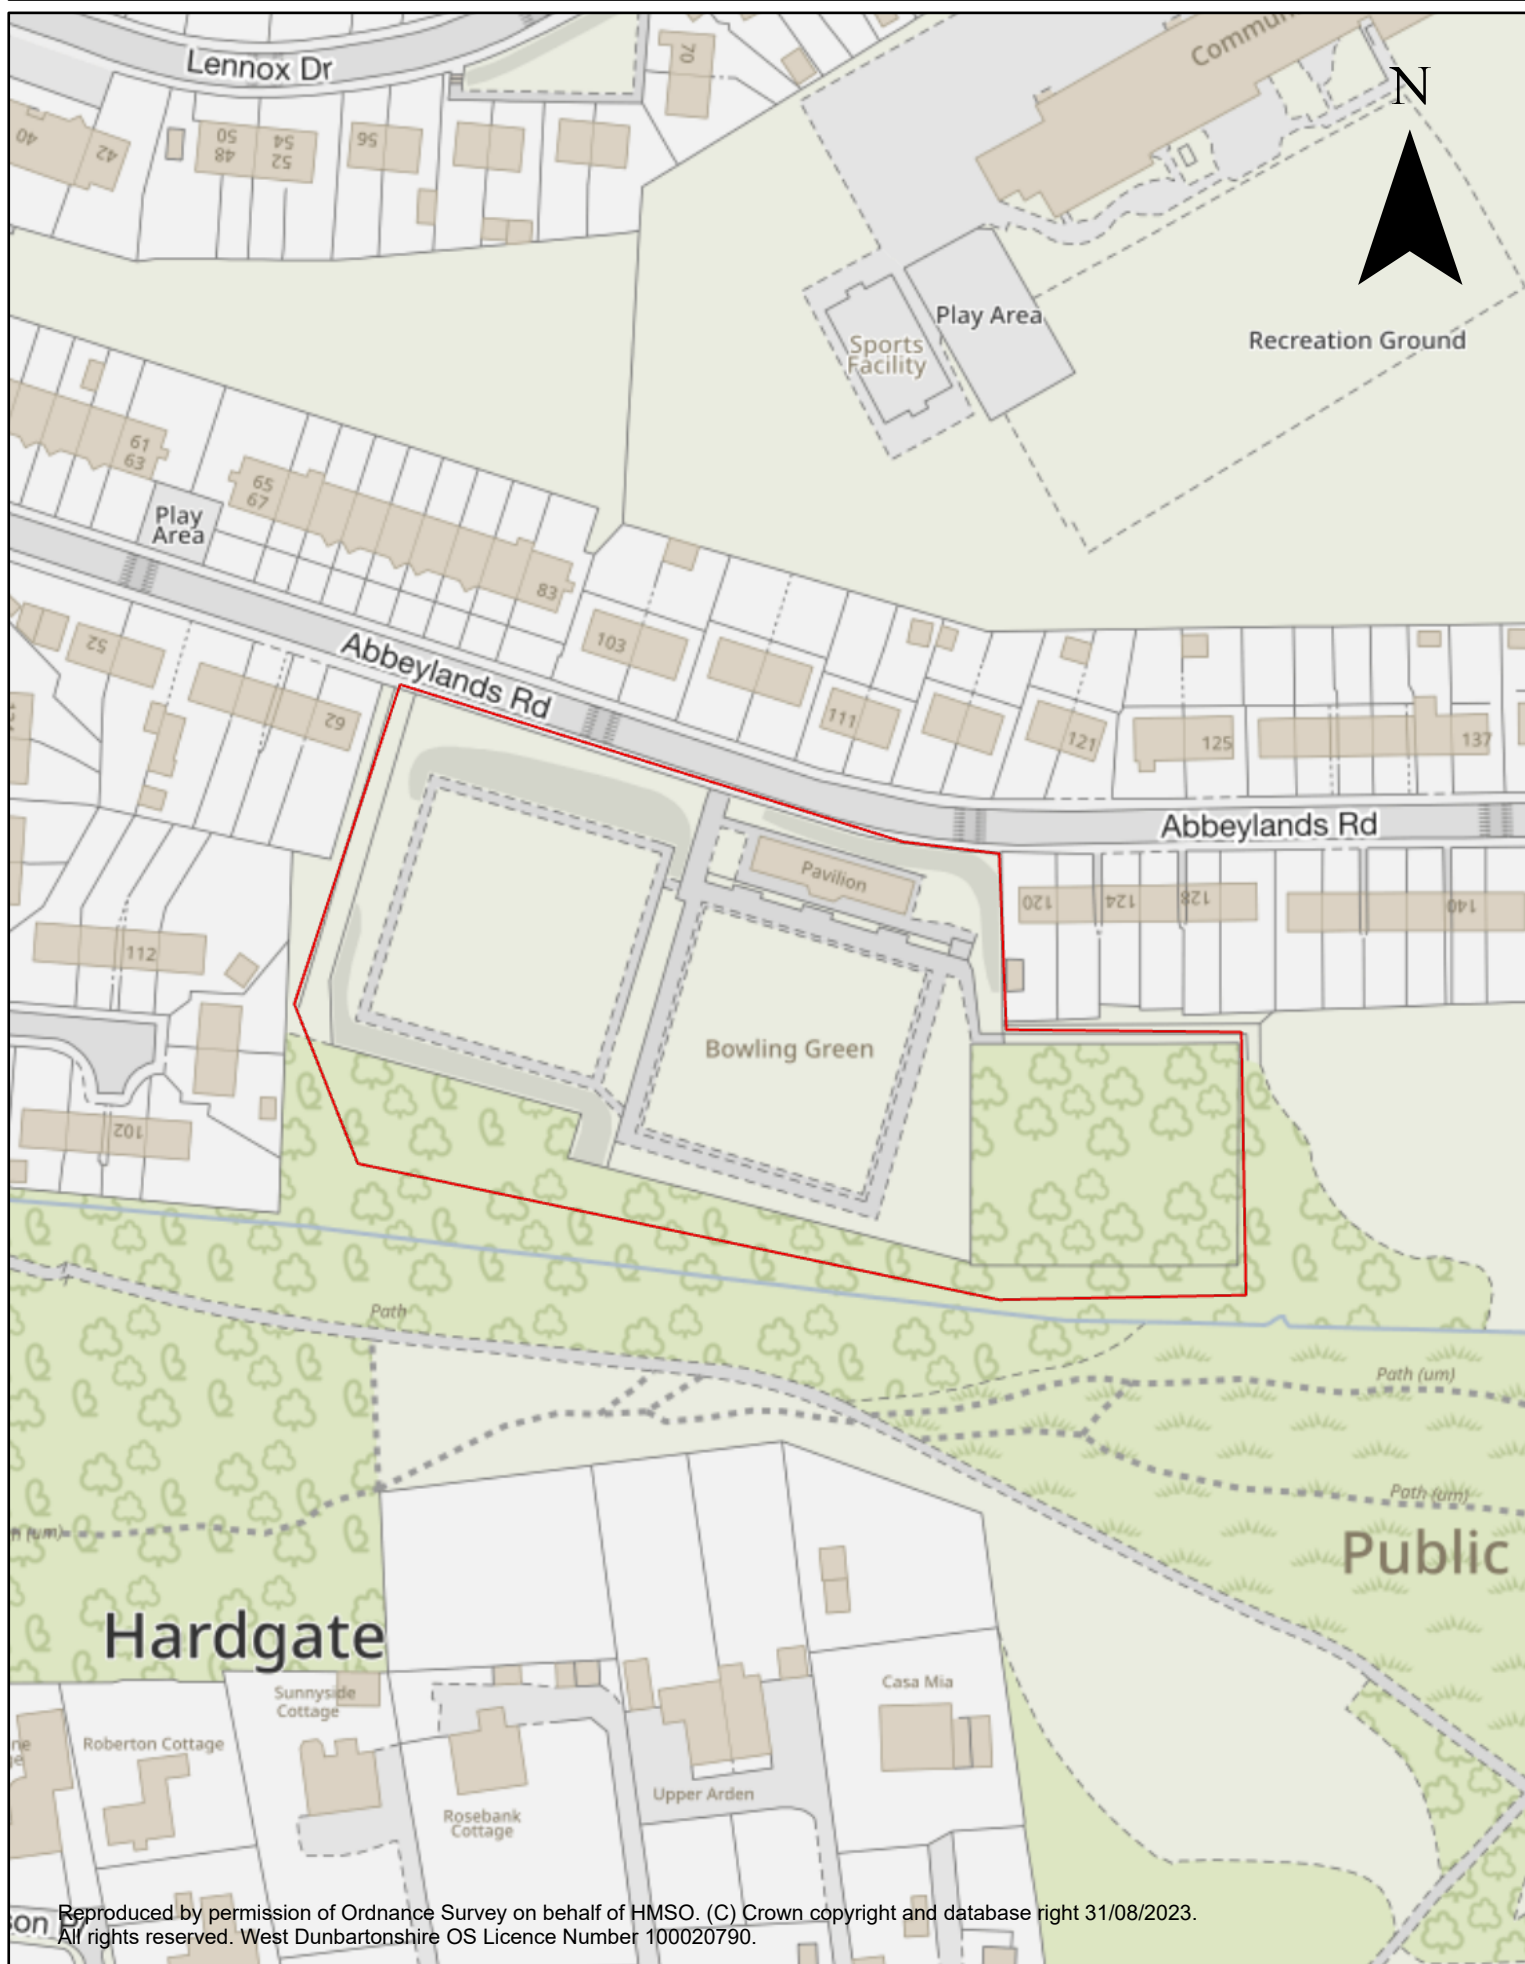 Commun
Lennox Dr
70
N
40
42
50
48
54
52
56
Play Area
Sports
Facility
Recreation Ground
61
63
65
67
Play
Area
83
103
52
62
Abbeylands Rd
111
121
125
137
Abbeylands Rd
Pavilion
120
124
128
140
112
Bowling Green
102
Path
Path (um)
Path (um)
h (um)
Public
Hardgate
Sunnyside
Cottage
Casa Mia
Roberton Cottage
ne
Upper Arden
Rosebank
Cottage
son
Reproduced by permission of Ordnance Survey on behalf of HMSO. (C) Crown copyright and database right 31/08/2023.
All rights reserved. West Dunbartonshire OS Licence Number 100020790.